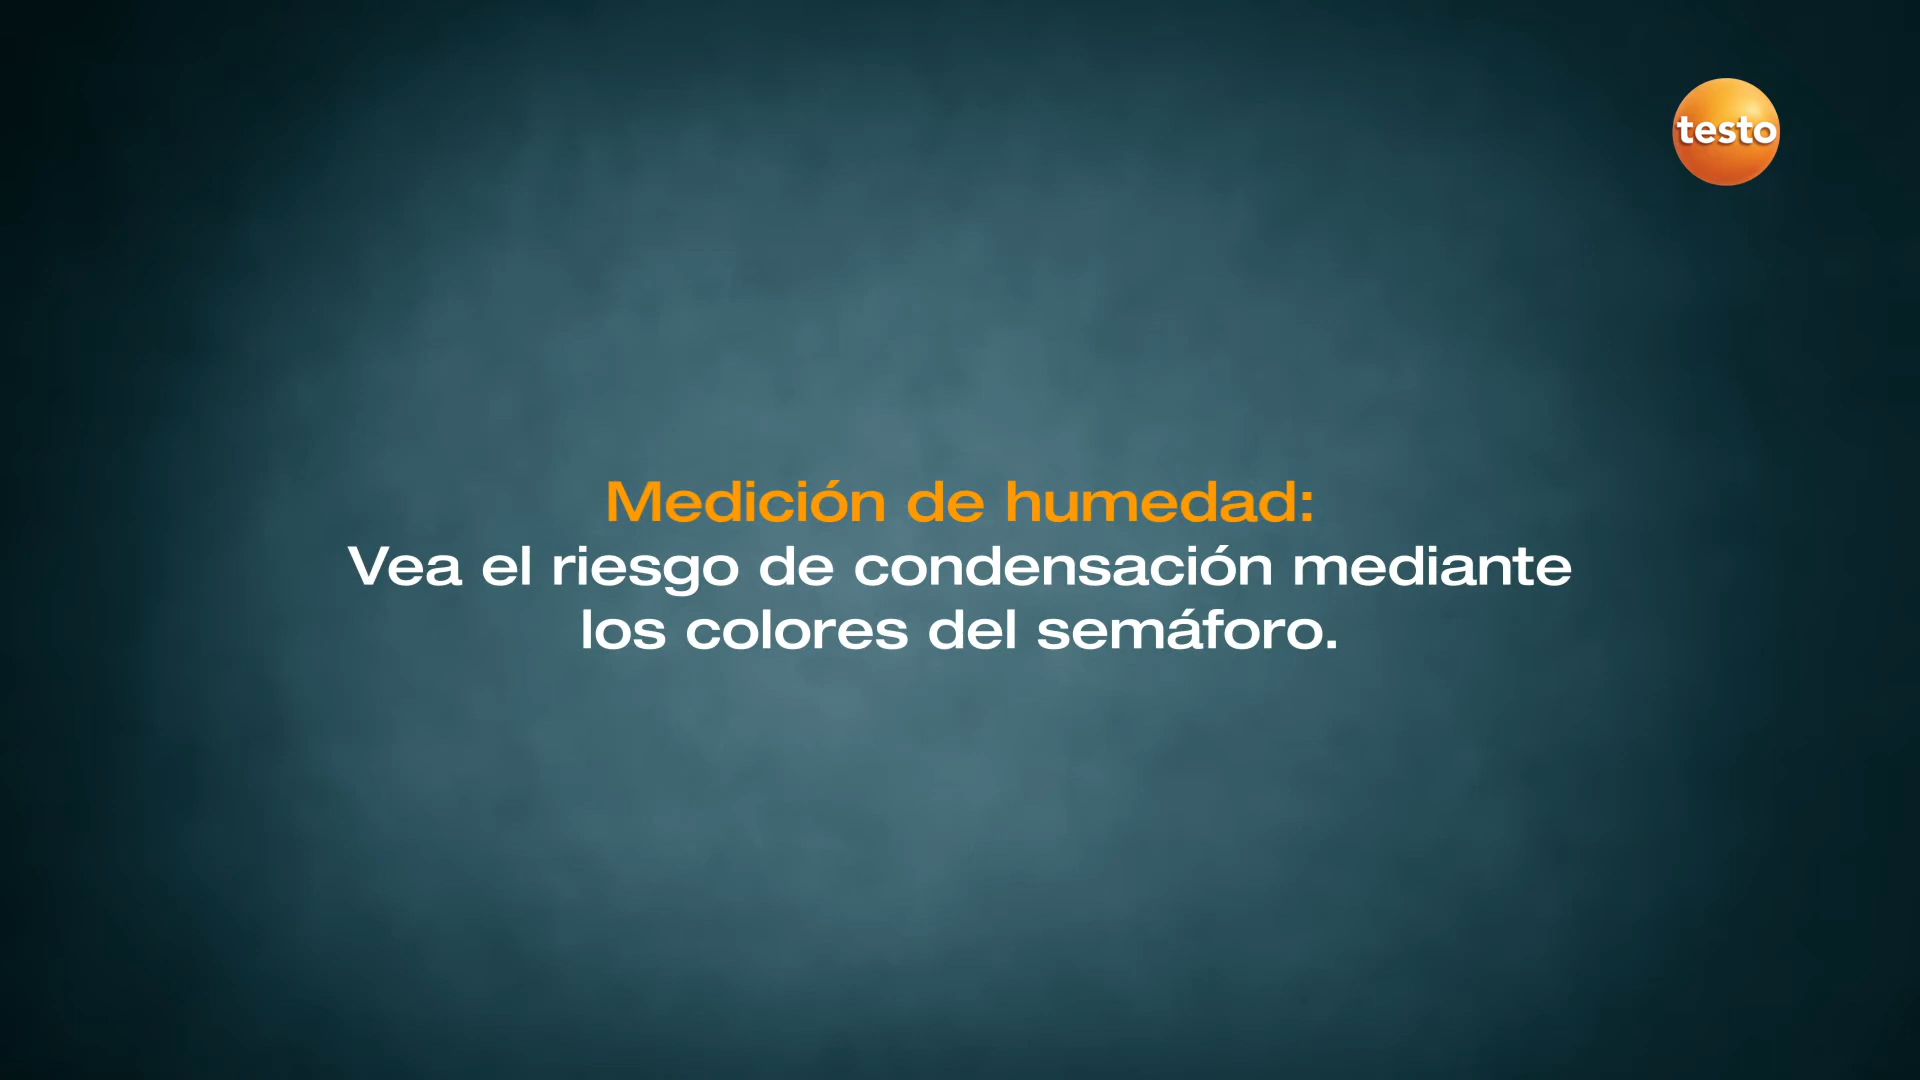 testo
Medición de humedad:
Vea el riesgo de condensación mediante
los colores del semáforo.